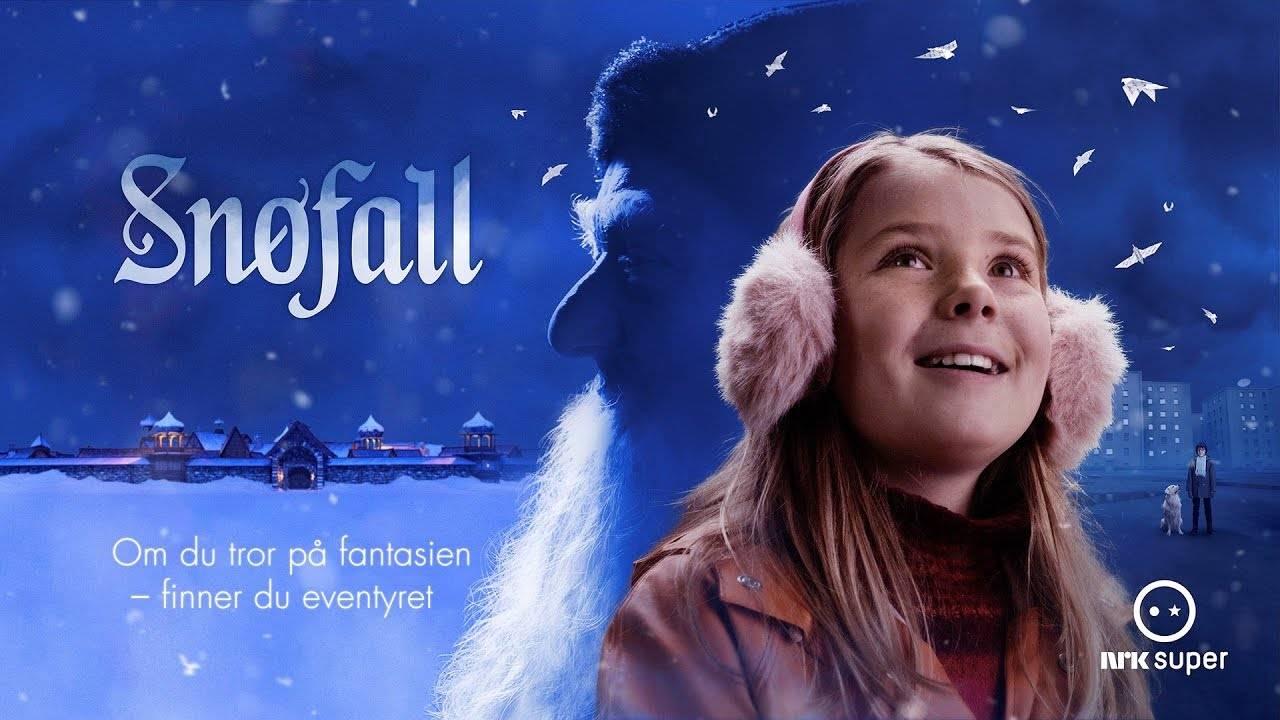 Snøfall
Om du tror på fantasien
– finner du eventyret
nrk super